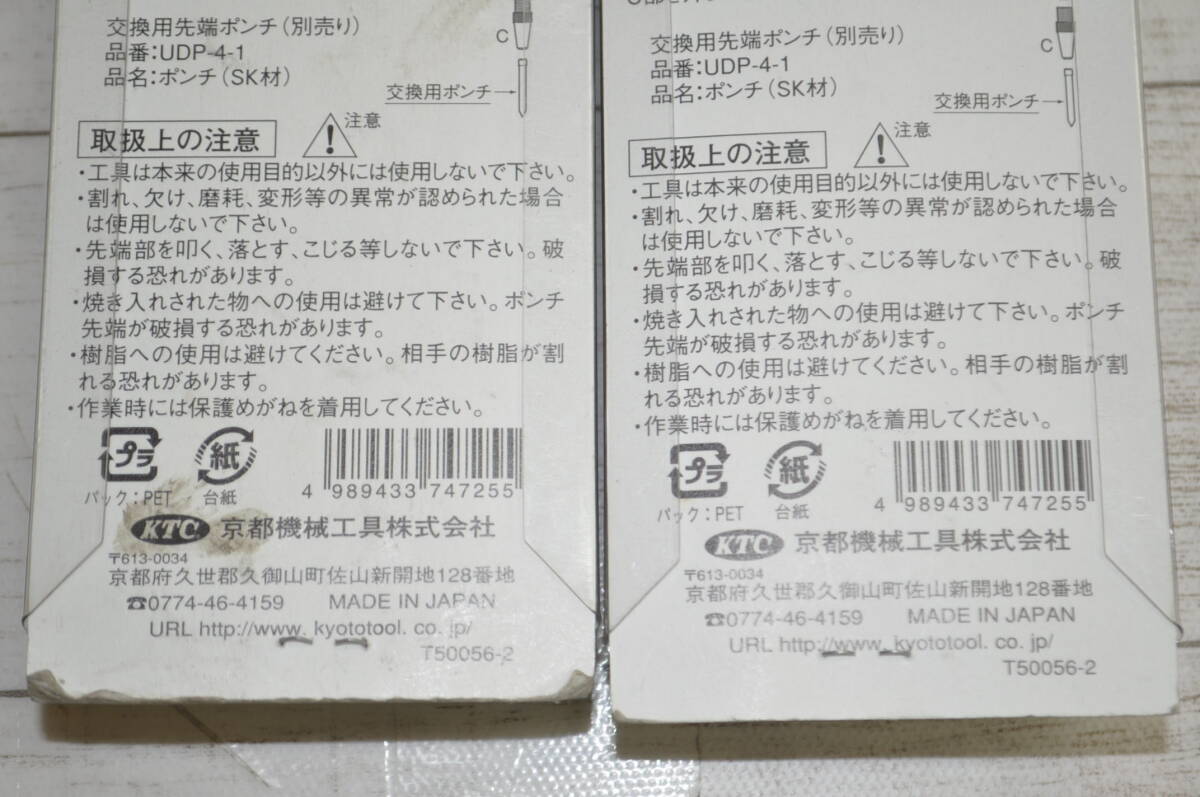 交換用先端ポンチ(別売り)
品番:UDP-4-1
品名:ポンチ(SK材)
C
交換用ポンチ
取扱上の注意
注意
・工具は本来の使用目的以外には使用しないで下さい。
・割れ、欠け、磨耗、変形等の異常が認められた場合
は使用しないで下さい。
・先端部を叩く、落とす、こじる等しないで下さい。破
損する恐れがあります。
・焼き入れされた物への使用は避けて下さい。ポンチ
先端が破損する恐れがあります。
・樹脂への使用は避けてください。相手の樹脂が割
れる恐れがあります。
・作業時には保護めがねを着用してください。
プラ
紙
パック:PET
台紙
4 989433 747255
KTC 京都機械工具株式会社
〒613-0034
京都府久世郡久御山町佐山新開地128番地
☎0774-46-4159 MADE IN JAPAN
URL http://www. kyototool. co. jp/
T50056-2
交換用先端ポンチ(別売り)
品番:UDP-4-1
品名:ポンチ(SK材)
C
交換用ポンチ
取扱上の注意
注意
・工具は本来の使用目的以外には使用しないで下さい。
・割れ、欠け、磨耗、変形等の異常が認められた場合
は使用しないで下さい。
・先端部を叩く、落とす、こじる等しないで下さい。破
損する恐れがあります。
・焼き入れされた物への使用は避けて下さい。ポンチ
先端が破損する恐れがあります。
・樹脂への使用は避けてください。相手の樹脂が割
れる恐れがあります。
・作業時には保護めがねを着用してください。
プラ
紙
パック:PET
台紙
4 989433 747255
KTC 京都機械工具株式会社
〒613-0034
京都府久世郡久御山町佐山新開地128番地
☎0774-46-4159 MADE IN JAPAN
URL http://www. kyototool. co. jp/
T50056-2